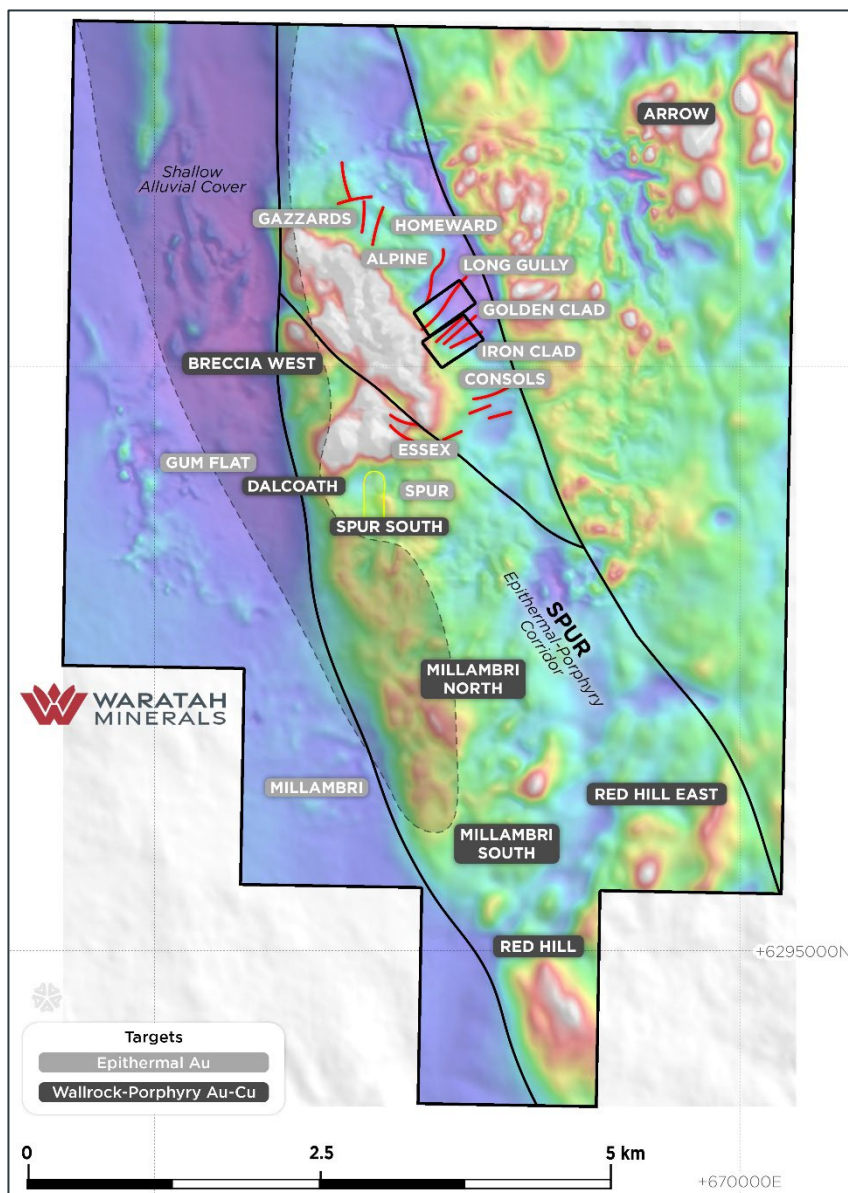 ARROW
Shallow
Alluvial Cover
GAZZARDS
HOMEWARD
ALPINE
LONG GULLY
GOLDEN CLAD
IRON CLAD
BRECCIA WEST
CONSOLS
ESSEX
GUM FLAT
DALCOATH
SPUR
SPUR SOUTH
SPUR
Epithermal-Porphyry
Corridor
MILLAMBRI
NORTH
WARATAH
MINERALS
MILLAMBRI
RED HILL EAST
MILLAMBRI
SOUTH
RED HILL
+6295000N
Targets
Epithermal Au
Wallrock-Porphyry Au-Cu
0
2.5
5 km
+670000E